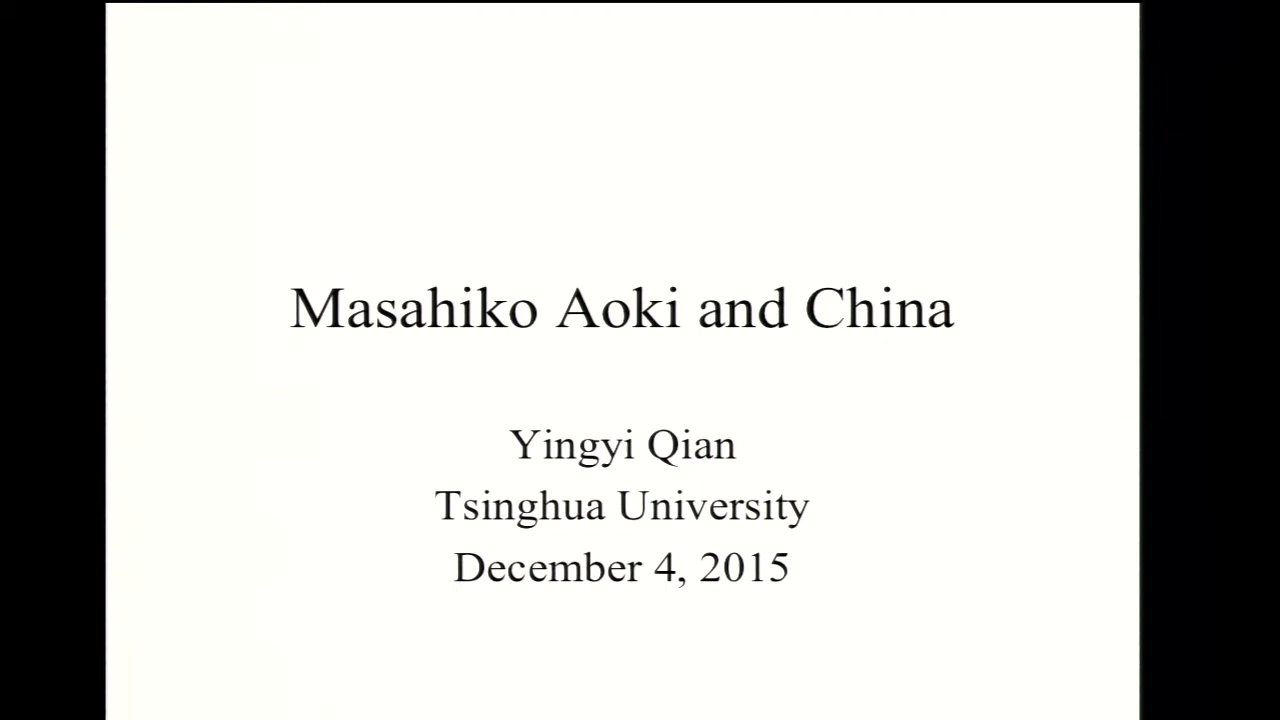 Masahiko Aoki and China
Yingyi Qian
Tsinghua University
December 4, 2015